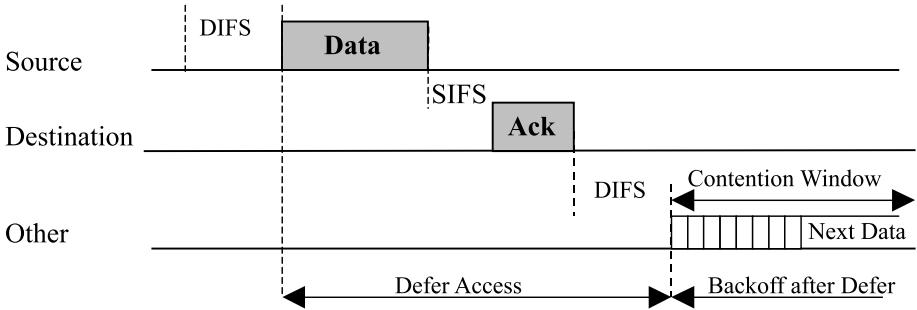 DIFS
Data
Source
SIFS
Ack
Destination
DIFS
Contention Window
Other
Next Data
Defer Access
Backoff after Defer